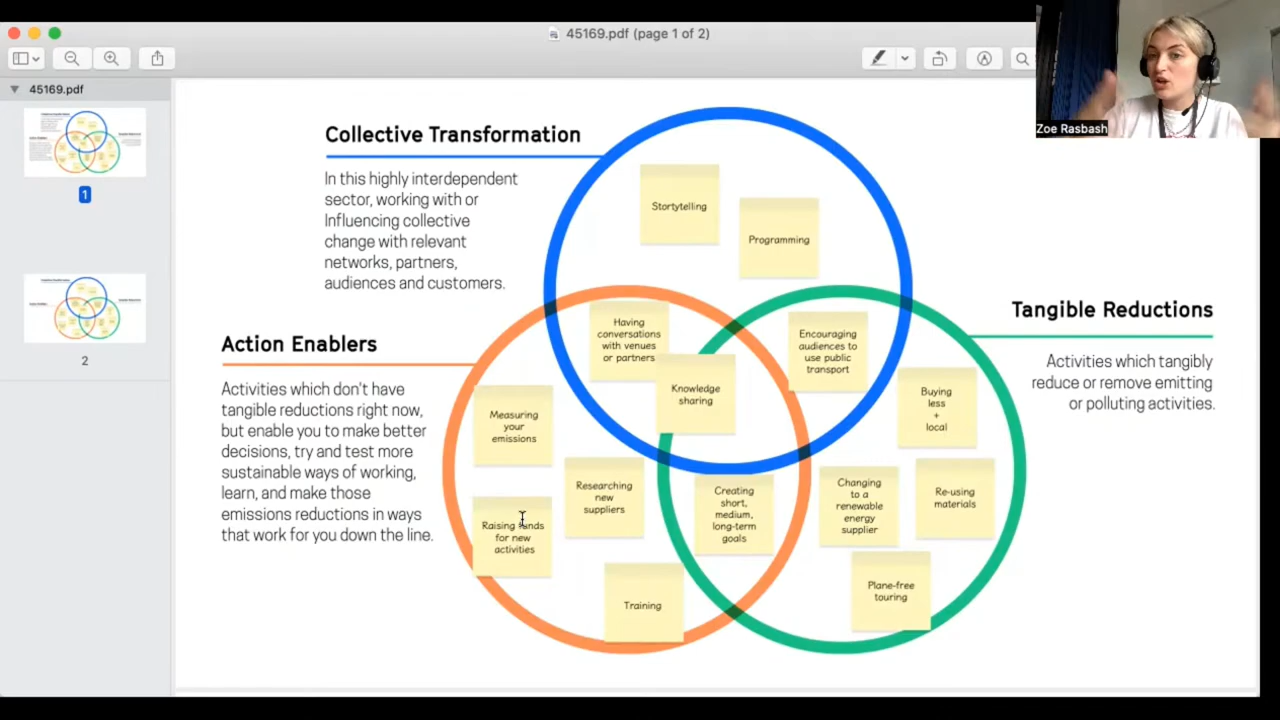 45169.pdf (page 1 of 2)
45169.pdf
1
2
Zoe Rasbash
Collective Transformation
In this highly interdependent
sector, working with or
Influencing collective
change with relevant
networks, partners,
audiences and customers.
Stortytelling
Programming
Tangible Reductions
Activities which tangibly
reduce or remove emitting
or polluting activities.
Action Enablers
Activities which don't have
tangible reductions right now,
but enable you to make better
decisions, try and test more
sustainable ways of working,
learn, and make those
emissions reductions in ways
that work for you down the line.
Having
conversations
with venues
or partners
Knowledge
sharing
Encouraging
audiences to
use public
transport
Buying
less
+
local
Measuring
your
emissions
Researching
new
suppliers
Raising funds
for new
activities
Training
Creating
short,
medium,
long-term
goals
Changing
to a
renewable
energy
supplier
Re-using
materials
Plane-free
touring